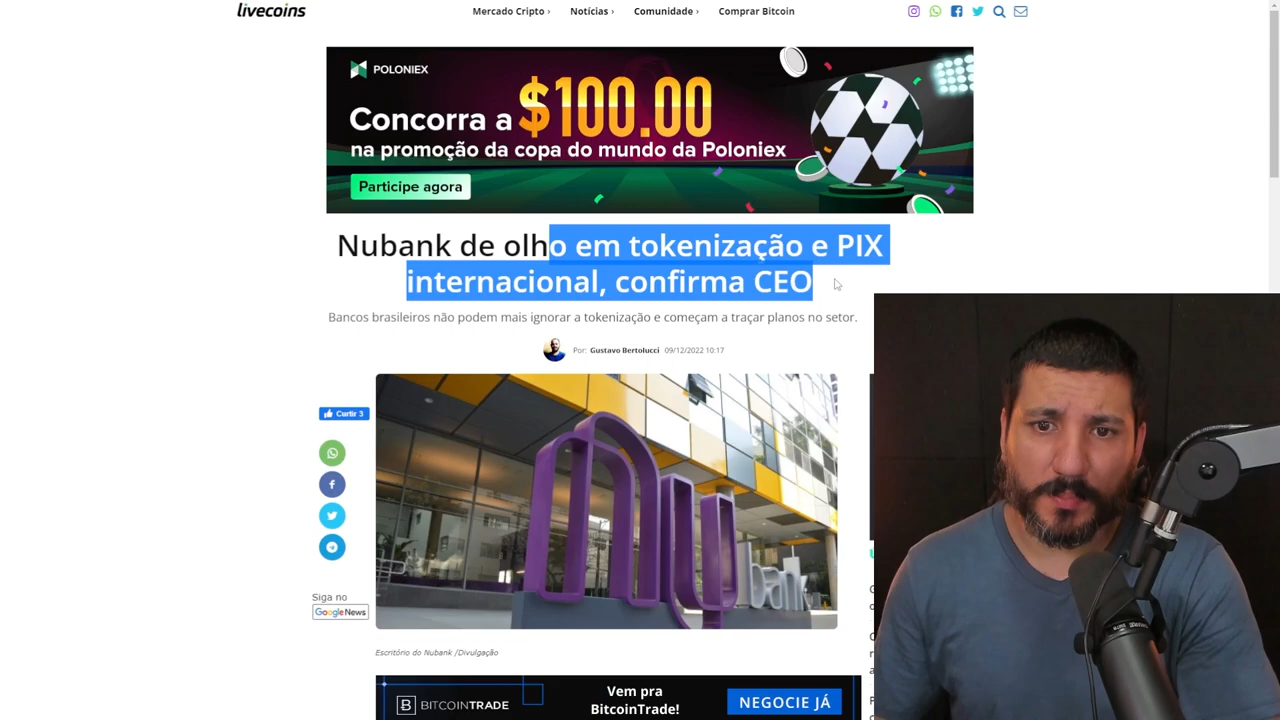 livecoins
Mercado Cripto ›
Notícias ›
Comunidade ›
Comprar Bitcoin
POLONIEX
Concorra a $100.00
na promoção da copa do mundo da Poloniex
Participe agora
Nubank de olho em tokenização e PIX
internacional, confirma CEO
Bancos brasileiros não podem mais ignorar a tokenização e começam a traçar planos no setor.
Por: Gustavo Bertolucci 09/12/2022 10:17
Curtir 3
Siga no
Google News
nu
Escritório do Nubank /Divulgação
BITCOINTRADE
Vem pra
BitcoinTrade!
NEGOCIE JÁ